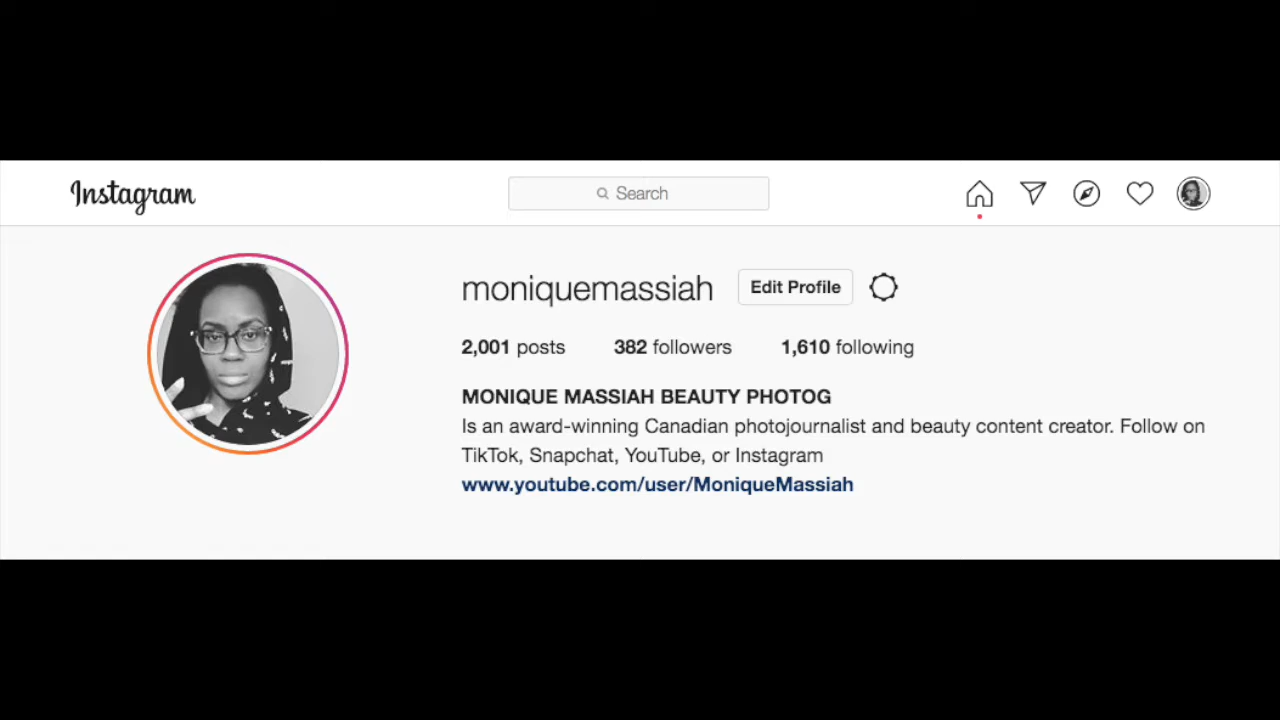 Instagram
Search
moniquemassiah Edit Profile
2,001 posts 382 followers 1,610 following
MONIQUE MASSIAH BEAUTY PHOTOG
Is an award-winning Canadian photojournalist and beauty content creator. Follow on
TikTok, Snapchat, YouTube, or Instagram
www.youtube.com/user/MoniqueMassiah